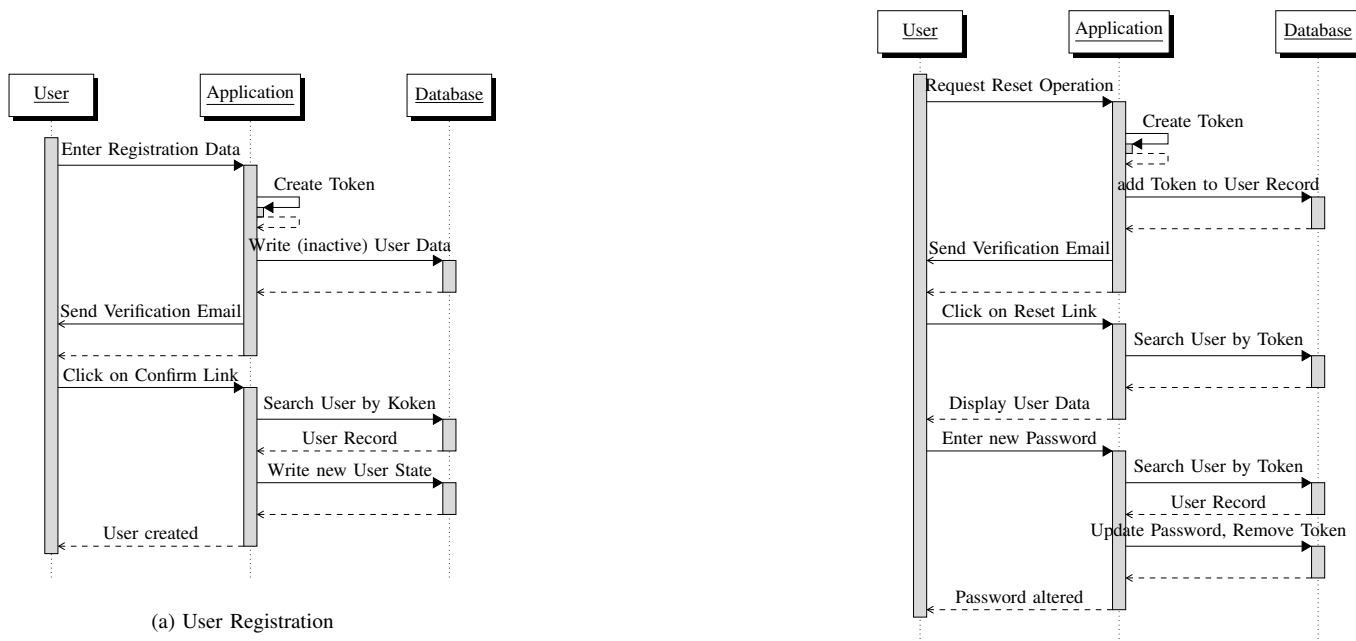 User
Application
Database
Enter Registration Data
Create Token
Write (inactive) User Data
Send Verification Email
Click on Confirm Link
Search User by Koken
User Record
Write new User State
User created
(a) User Registration
User
Application
Database
Request Reset Operation
Create Token
add Token to User Record
Send Verification Email
Click on Reset Link
Search User by Token
Display User Data
Enter new Password
Search User by Token
User Record
Update Password, Remove Token
Password altered